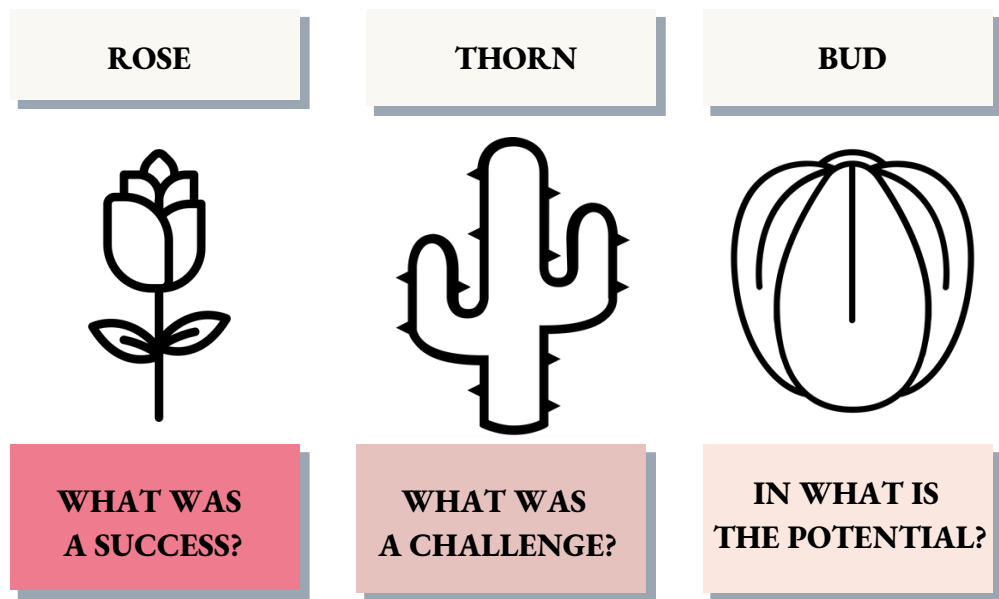 ROSE
THORN
BUD
WHAT WAS
A SUCCESS?
WHAT WAS
A CHALLENGE?
IN WHAT IS
THE POTENTIAL?